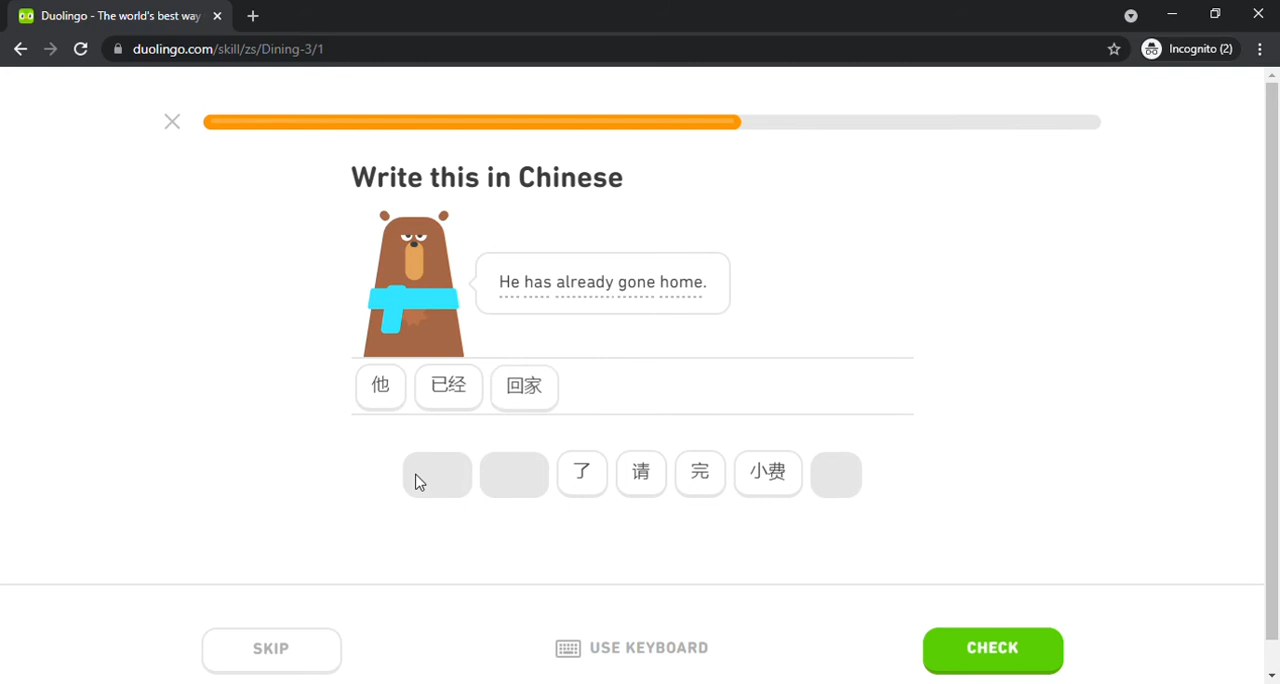 Duolingo - The world's best way
duolingo.com/skill/zs/Dining-3/1
Incognito (2)
Write this in Chinese
He has already gone home.
他 已经 回家
了 请 完 小费
SKIP
USE KEYBOARD
CHECK